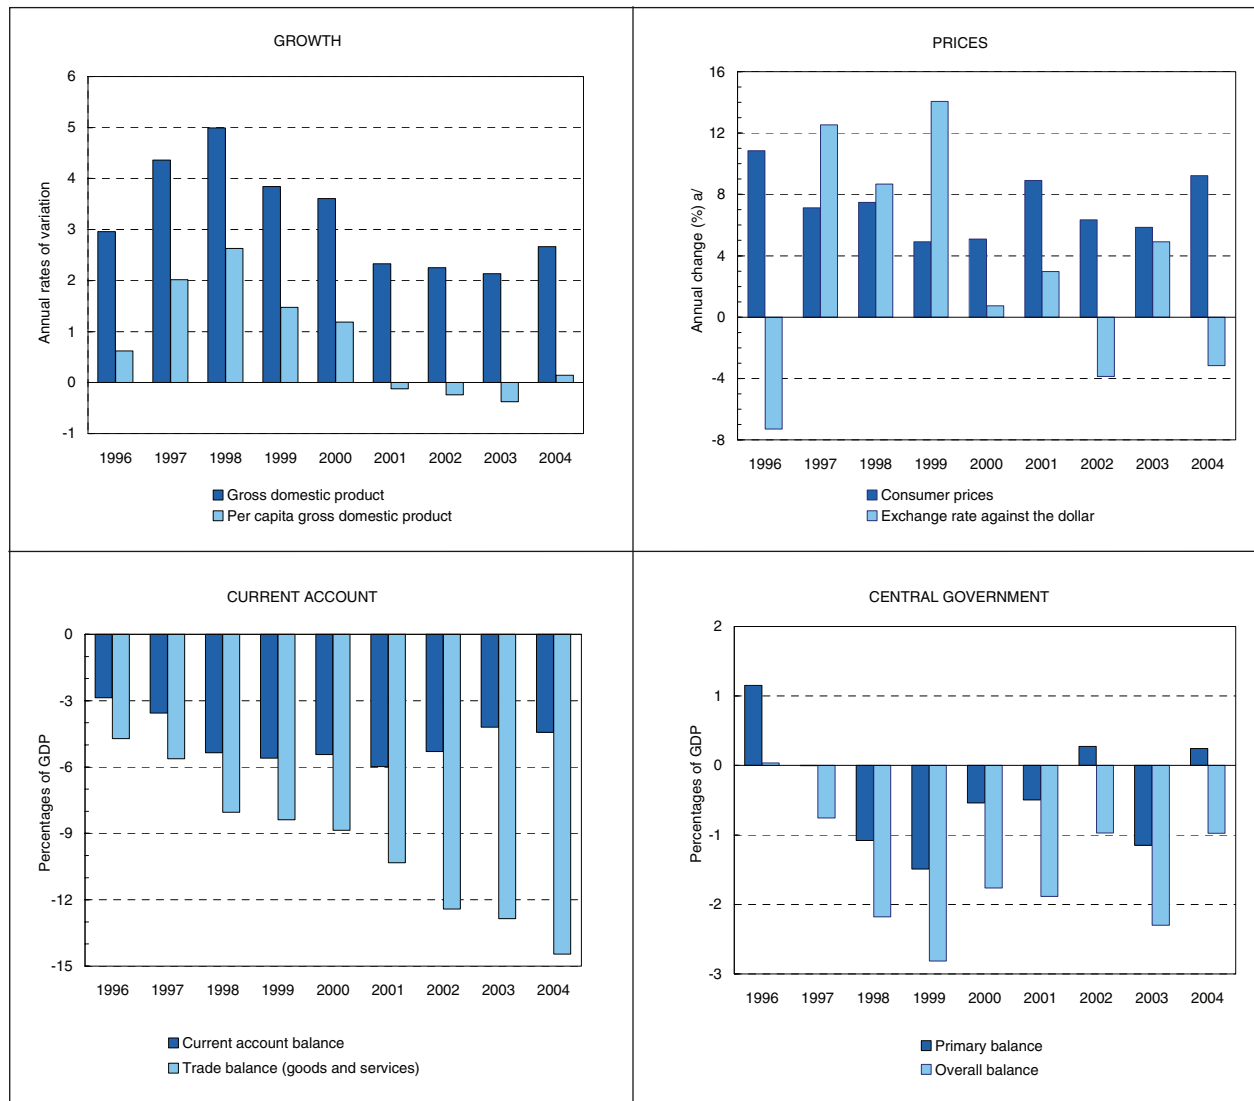 GROWTH
Annual rates of variation
6
5
4
3
2
1
0
-1
1996 1997 1998 1999 2000 2001 2002 2003 2004
Gross domestic product
Per capita gross domestic product
PRICES
Annual change (%) a/
16
12
8
4
0
-4
-8
1996 1997 1998 1999 2000 2001 2002 2003 2004
Consumer prices
Exchange rate against the dollar
CURRENT ACCOUNT
Percentages of GDP
0
-3
-6
-9
-12
-15
1996 1997 1998 1999 2000 2001 2002 2003 2004
Current account balance
Trade balance (goods and services)
CENTRAL GOVERNMENT
Percentages of GDP
2
1
0
-1
-2
-3
1996 1997 1998 1999 2000 2001 2002 2003 2004
Primary balance
Overall balance